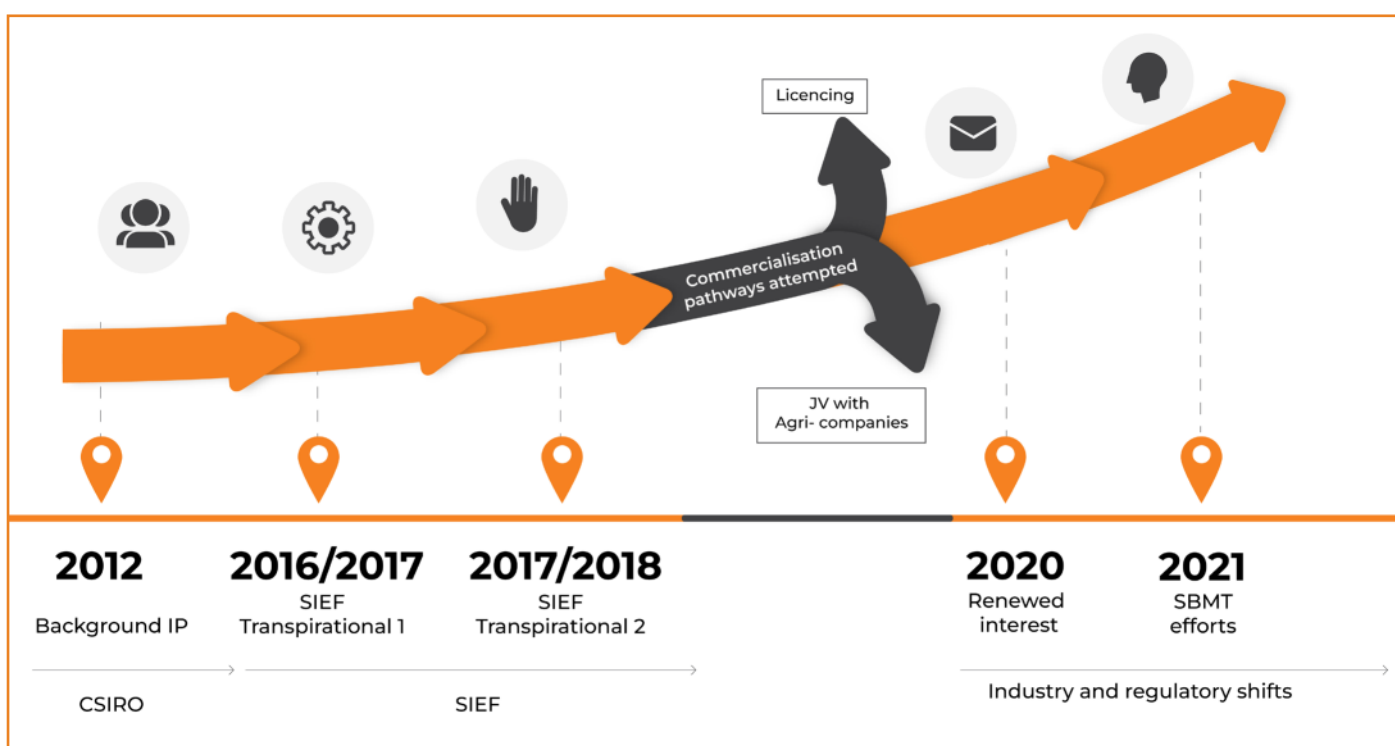 Licencing
Commercialisation
pathways attempted
JV with
Agri- companies
2012
Background IP
2016/2017
SIEF
Transpirational 1
2017/2018
SIEF
Transpirational 2
2020
Renewed
interest
2021
SBMT
efforts
CSIRO
SIEF
Industry and regulatory shifts